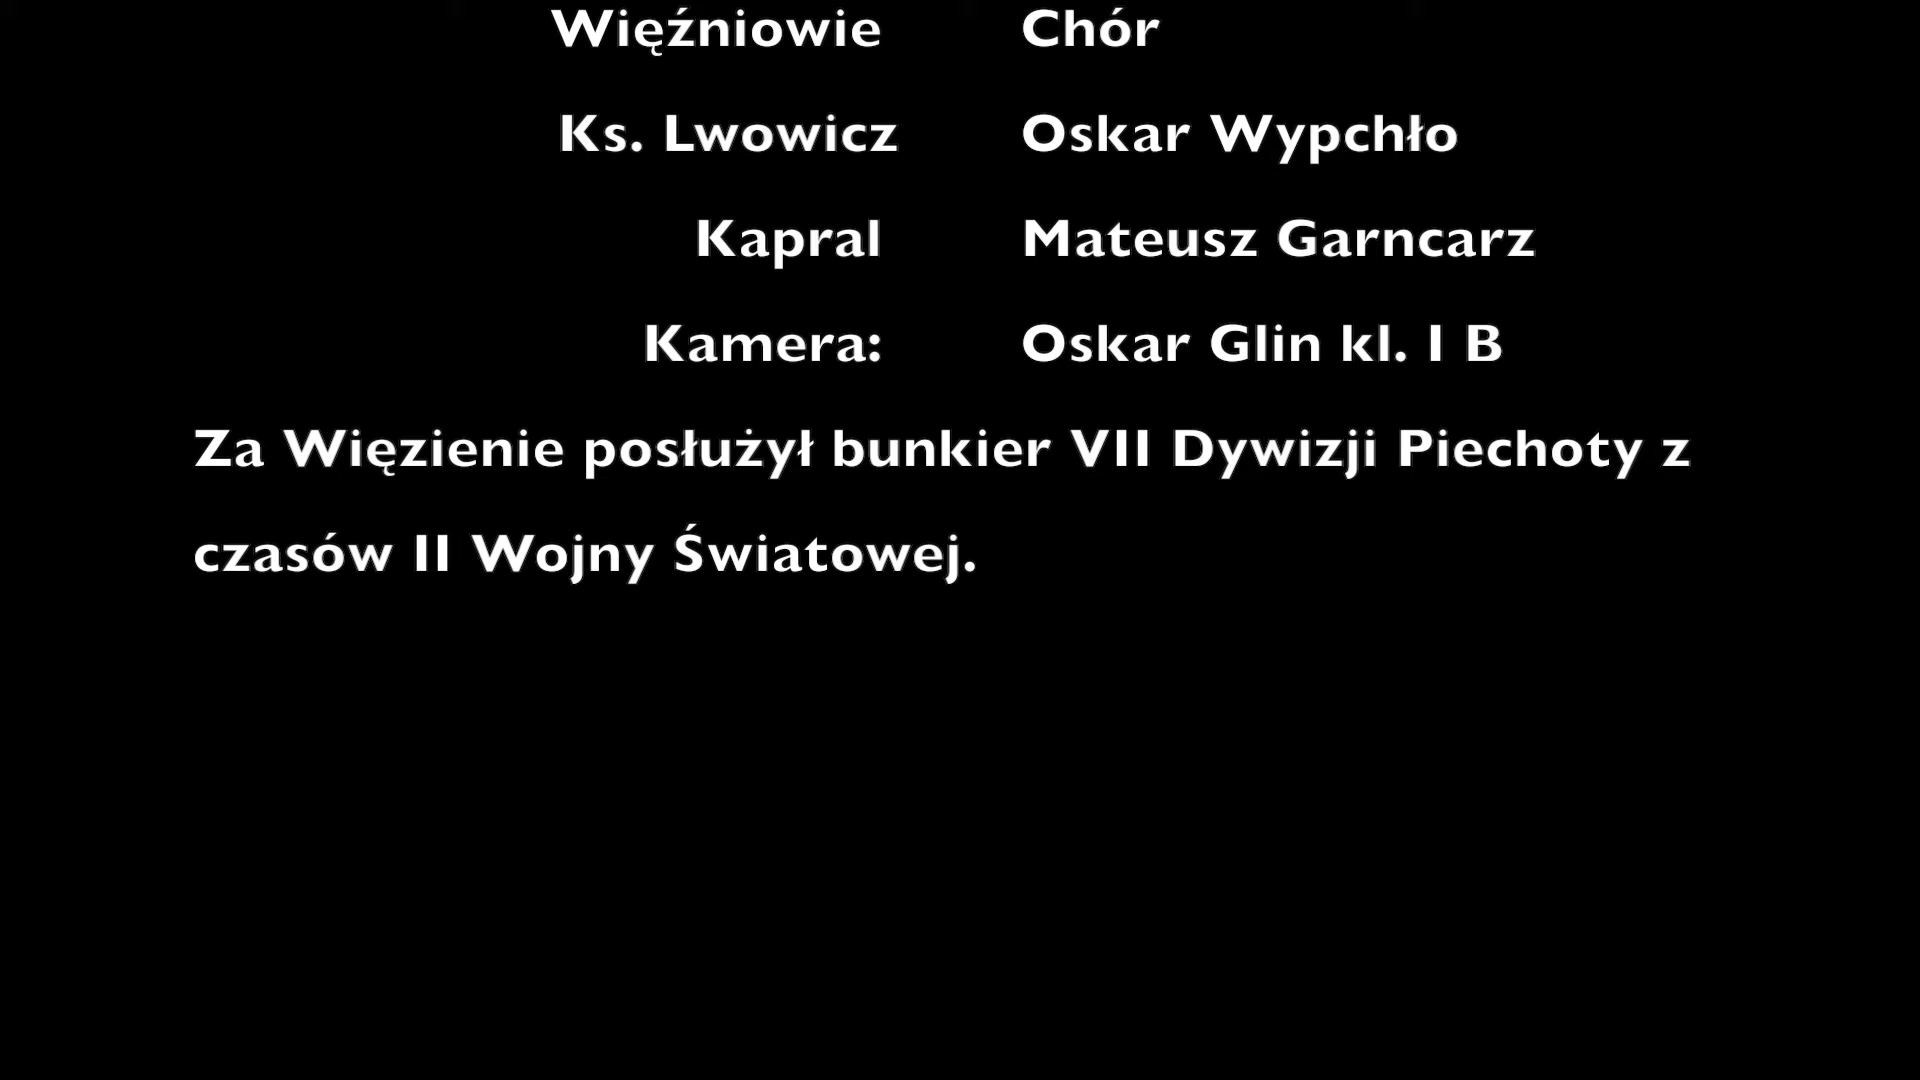 Więźniowie Chór
Ks. Lwowicz Oskar Wypchło
Kapral Mateusz Garncarz
Kamera: Oskar Glin kl. I B
Za Więzienie posłużył bunkier VII Dywizji Piechoty z
czasów II Wojny Światowej.